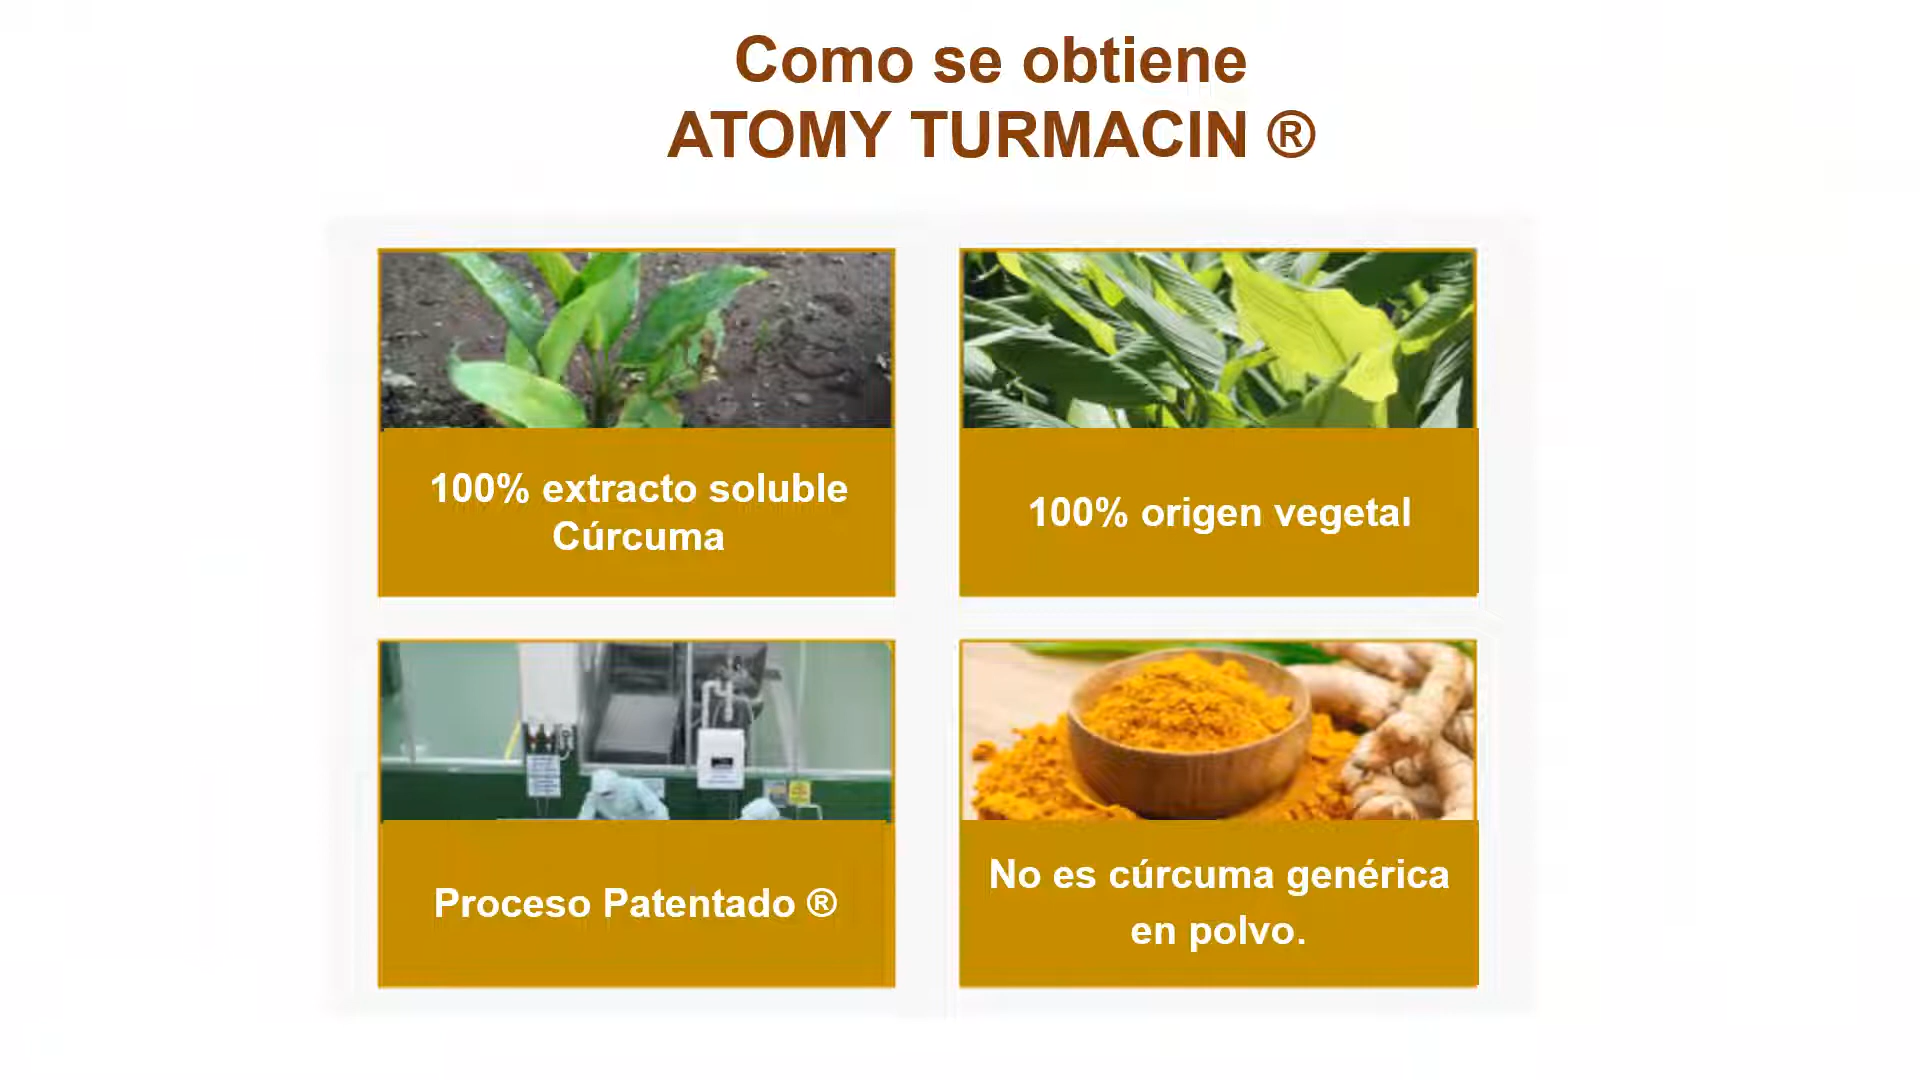 Como se obtiene
ATOMY TURMACIN ®
100% extracto soluble
Cúrcuma
100% origen vegetal
Proceso Patentado ®
No es cúrcuma genérica
en polvo.